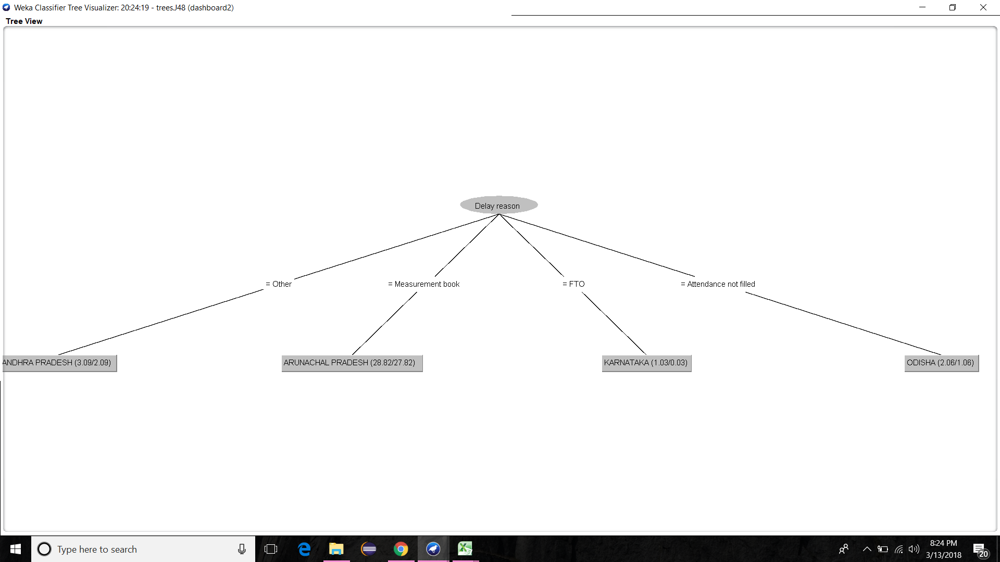 Weka Classifier Tree Visualizer: 20:24:19 - trees.J48 (dashboard2)
Tree View
Delay reason
= Other
= Measurement book
= FTO
= Attendance not filled
ANDHRA PRADESH (3.09/2.09)
ARUNACHAL PRADESH (28.82/27.82)
KARNATAKA (1.03/0.03)
ODISHA (2.06/1.06)
Type here to search
8:24 PM
3/13/2018
20